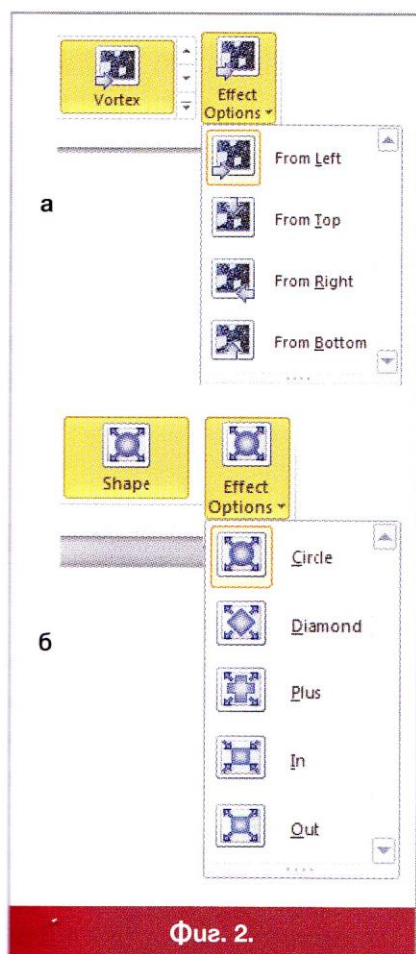 Vortex
Effect
Options
From Left
From Top
From Right
From Bottom
а
Shape
Effect
Options
Circle
Diamond
Plus
In
Out
б
Фиг. 2.